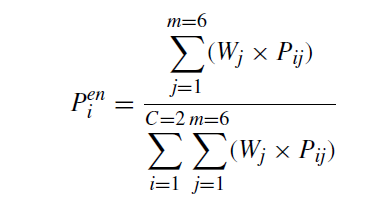 $$P_i^{en} = \frac{\sum_{j=1}^{m=6} (W_j \times P_{ij})}{\sum_{i=1}^{C=2} \sum_{j=1}^{m=6} (W_j \times P_{ij})}$$